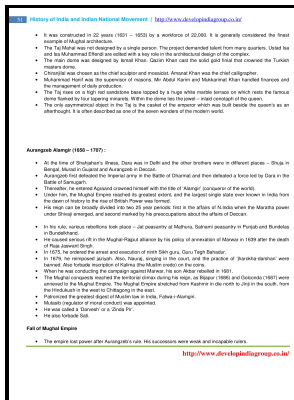 51 History of India and Indian National Movement | http://www.developindiagroup.co.in/
• It was constructed in 22 years (1631 – 1653) by a workforce of 22,000. It is generally considered the finest
example of Mughal architecture.
• The Taj Mahal was not designed by a single person. The project demanded talent from many quarters. Ustad Isa
and Isa Muhammad Effendi are edited with a key role in the architectural design of the complex.
• The main dome was designed by Ismail Khan. Qazim Khan cast the solid gold finial that crowned the Turkish
masters dome.
• Chiranjilal was chosen as the chief sculptor and mosaicist. Amanat Khan was the chief calligrapher.
• Muhammad Hanif was the supervisor of masons. Mir Abdul Karim and Mukkarimat Khan handled finances and
the management of daily production.
• The Taj rises on a high red sandstone base topped by a huge white marble terrace on which rests the
famous dome flanked by four tapering minarets. Within the dome lies the jewel – inlaid cenotaph of the queen.
• The only asymmetrical object in the Taj is the casket of the emperor which was built beside the queen's as an
afterthought. It is often described as one of the seven wonders of the modern world.
Aurangzeb Alamgir (1658 – 1707) :
• At the time of Shahjahan's illness, Dara was in Delhi and the other brothers were in different places – Shuja in
Bengal, Murad in Gujarat and Aurangzeb in Deccan.
• Aurangzeb first defeated the Imperial army in the Battle of Dharmat and then defeated a force led by Dara in the
Battle of Samugarh.
• Thereafter, he entered Agra and crowned himself with the title of 'Alamgir' (conqueror of the world).
• Under him, the Mughal Empire reached its greatest extent, and the largest single state ever known in India from
the dawn of history to the rise of British Power was formed.
• His reign can be broadly divided into two 25 year periods: first in the affairs of N.India when the Maratha power
under Shivaji emerged, and second marked by his preoccupations about the affairs of Deccan.
• In his rule, various rebellions took place – Jat peasantry at Mathura, Satnami peasantry in Punjab and Bundelas in
Bundelkhand.
• He caused serious rift in the Mughal-Rajput alliance by his policy of annexation of Marwar in 1639 after the death
of Raja Jaswant Singh.
• In 1675, he ordered the arrest and execution of ninth Sikh guru, Guru Tegh Bahadur.
• In 1679, he reimposed jaziyah. Also, Nauroj, singing in the court, and the practice of 'jharokha-darshan' were
banned. Also forbade inscription of Kalima (the Muslim credo) on the coins.
• When he was conducting the campaign against Marwar, his son Akbar rebelled in 1681.
• The Mughal conquests reached the territorial climax during his reign, as Bijapur (1686) and Golconda (1687) were
annexed to the Mughal Empire. The Mughal Empire stretched from Kashmir in the north to Jinji in the south, from
the Hindukush in the west to Chittagong in the east.
• Patronized the greatest digest of Muslim law in India, Fatwa-i-Alamgiri.
• Mutasib (regulator of moral conduct) was appointed.
• He was called a 'Darvesh' or a 'Zinda Pir'.
• He also forbade Sati.
Fall of Mughal Empire
• The empire lost power after Aurangzeb's rule. His successors were weak and incapable rulers.
http://www.developindiagroup.co.in/